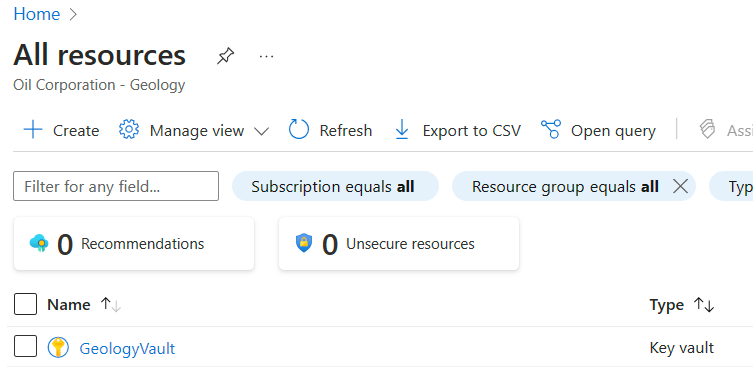 Home
All resources
Oil Corporation - Geology
Create Manage view Refresh Export to CSV Open query
Filter for any field... Subscription equals all Resource group equals all
0 Recommendations 0 Unsecure resources
Name Type
GeologyVault Key vault